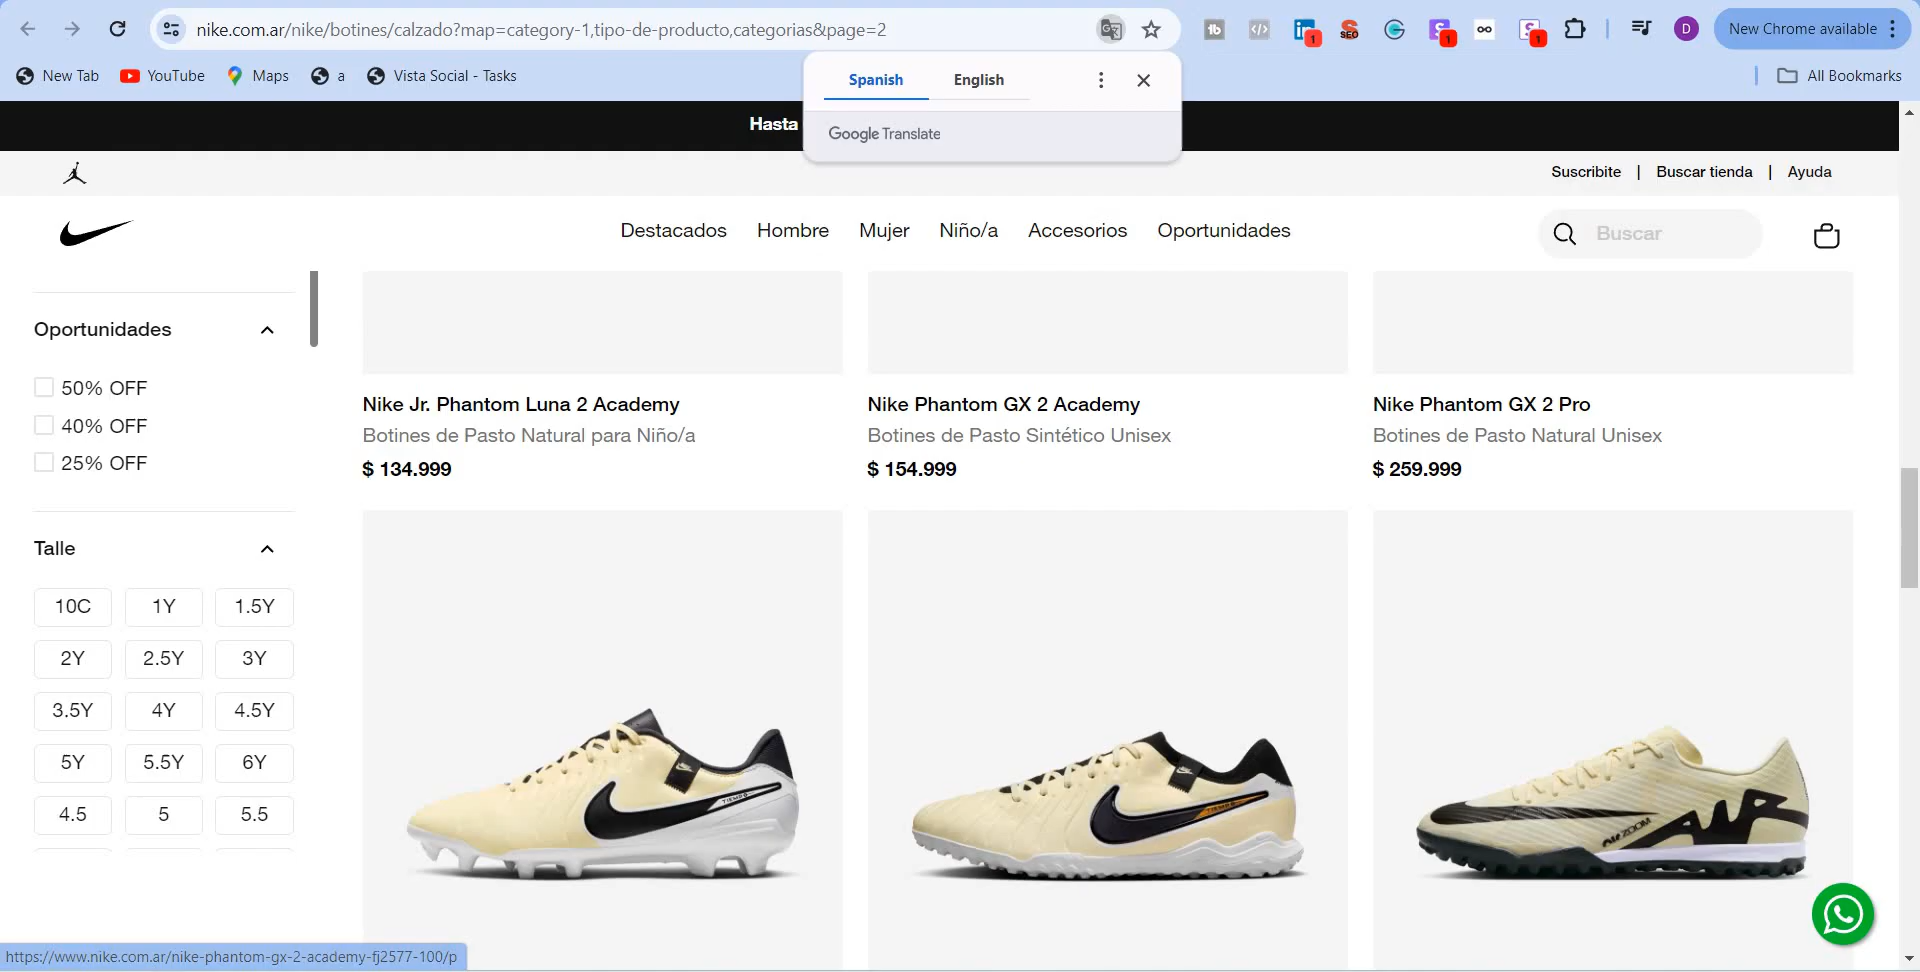 nike.com.ar/nike/botines/calzado?map=category-1,tipo-de-producto,categorias&page=2
New Chrome available
New Tab
YouTube
Maps
a
Vista Social - Tasks
All Bookmarks
Spanish
English
Google Translate
Hasta
Suscribite | Buscar tienda | Ayuda
Destacados
Hombre
Mujer
Niño/a
Accesorios
Oportunidades
Buscar
Oportunidades
50% OFF
40% OFF
25% OFF
Talle
10C 1Y 1.5Y
2Y 2.5Y 3Y
3.5Y 4Y 4.5Y
5Y 5.5Y 6Y
4.5 5 5.5
Nike Jr. Phantom Luna 2 Academy
Botines de Pasto Natural para Niño/a
$ 134.999
Nike Phantom GX 2 Academy
Botines de Pasto Sintético Unisex
$ 154.999
Nike Phantom GX 2 Pro
Botines de Pasto Natural Unisex
$ 259.999
TIEMPO
TIEMPO
ZOOM
AIR
https://www.nike.com.ar/nike-phantom-gx-2-academy-fj2577-100/p